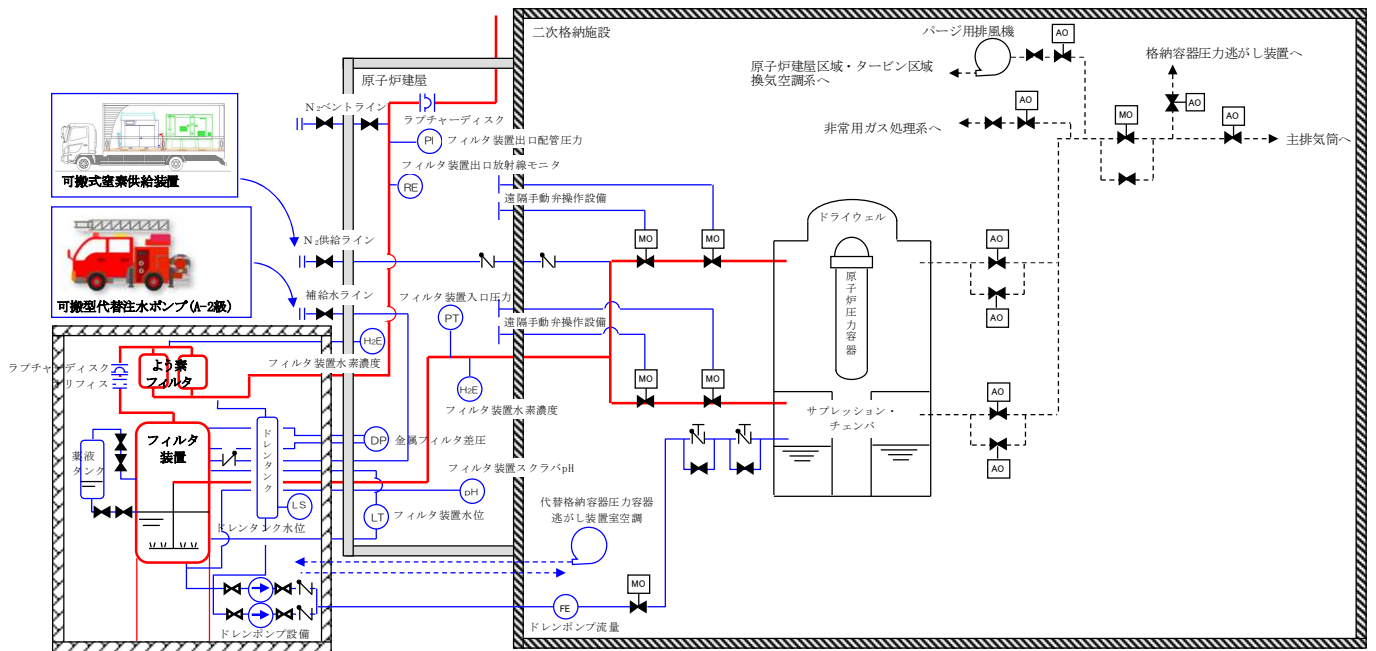 二次格納施設
パージ用排風機
AO
格納容器圧力逃がし装置へ
原子炉建屋区域・タービン区域
換気空調系へ
AO
AO
非常用ガス処理系へ
MO
AO
主排気筒へ
原子炉建屋
N₂ベントライン
ラプチャーディスク
PI
フィルタ装置出口配管圧力
フィルタ装置出口放射線モニタ
RE
遠隔手動弁操作設備
可搬式窒素供給装置
N₂供給ライン
MO
MO
ドライウェル
原子炉圧力容器
AO
AO
可搬型代替注水ポンプ(A-2級)
補給水ライン
フィルタ装置入口圧力
PT
遠隔手動弁操作設備
H2E
フィルタ装置水素濃度
MO
MO
H2E
フィルタ装置水素濃度
ラプチャーディスク
オリフィス
よう素
フィルタ
サプレッション・
チェンバ
AO
AO
フィルタ
装置
薬液
タンク
ドレンタンク
DP
金属フィルタ差圧
フィルタ装置スクラバpH
pH
LS
ドレンタンク水位
LT
フィルタ装置水位
代替格納容器圧力容器
逃がし装置室空調
MO
FE
ドレンポンプ流量
ドレンポンプ設備